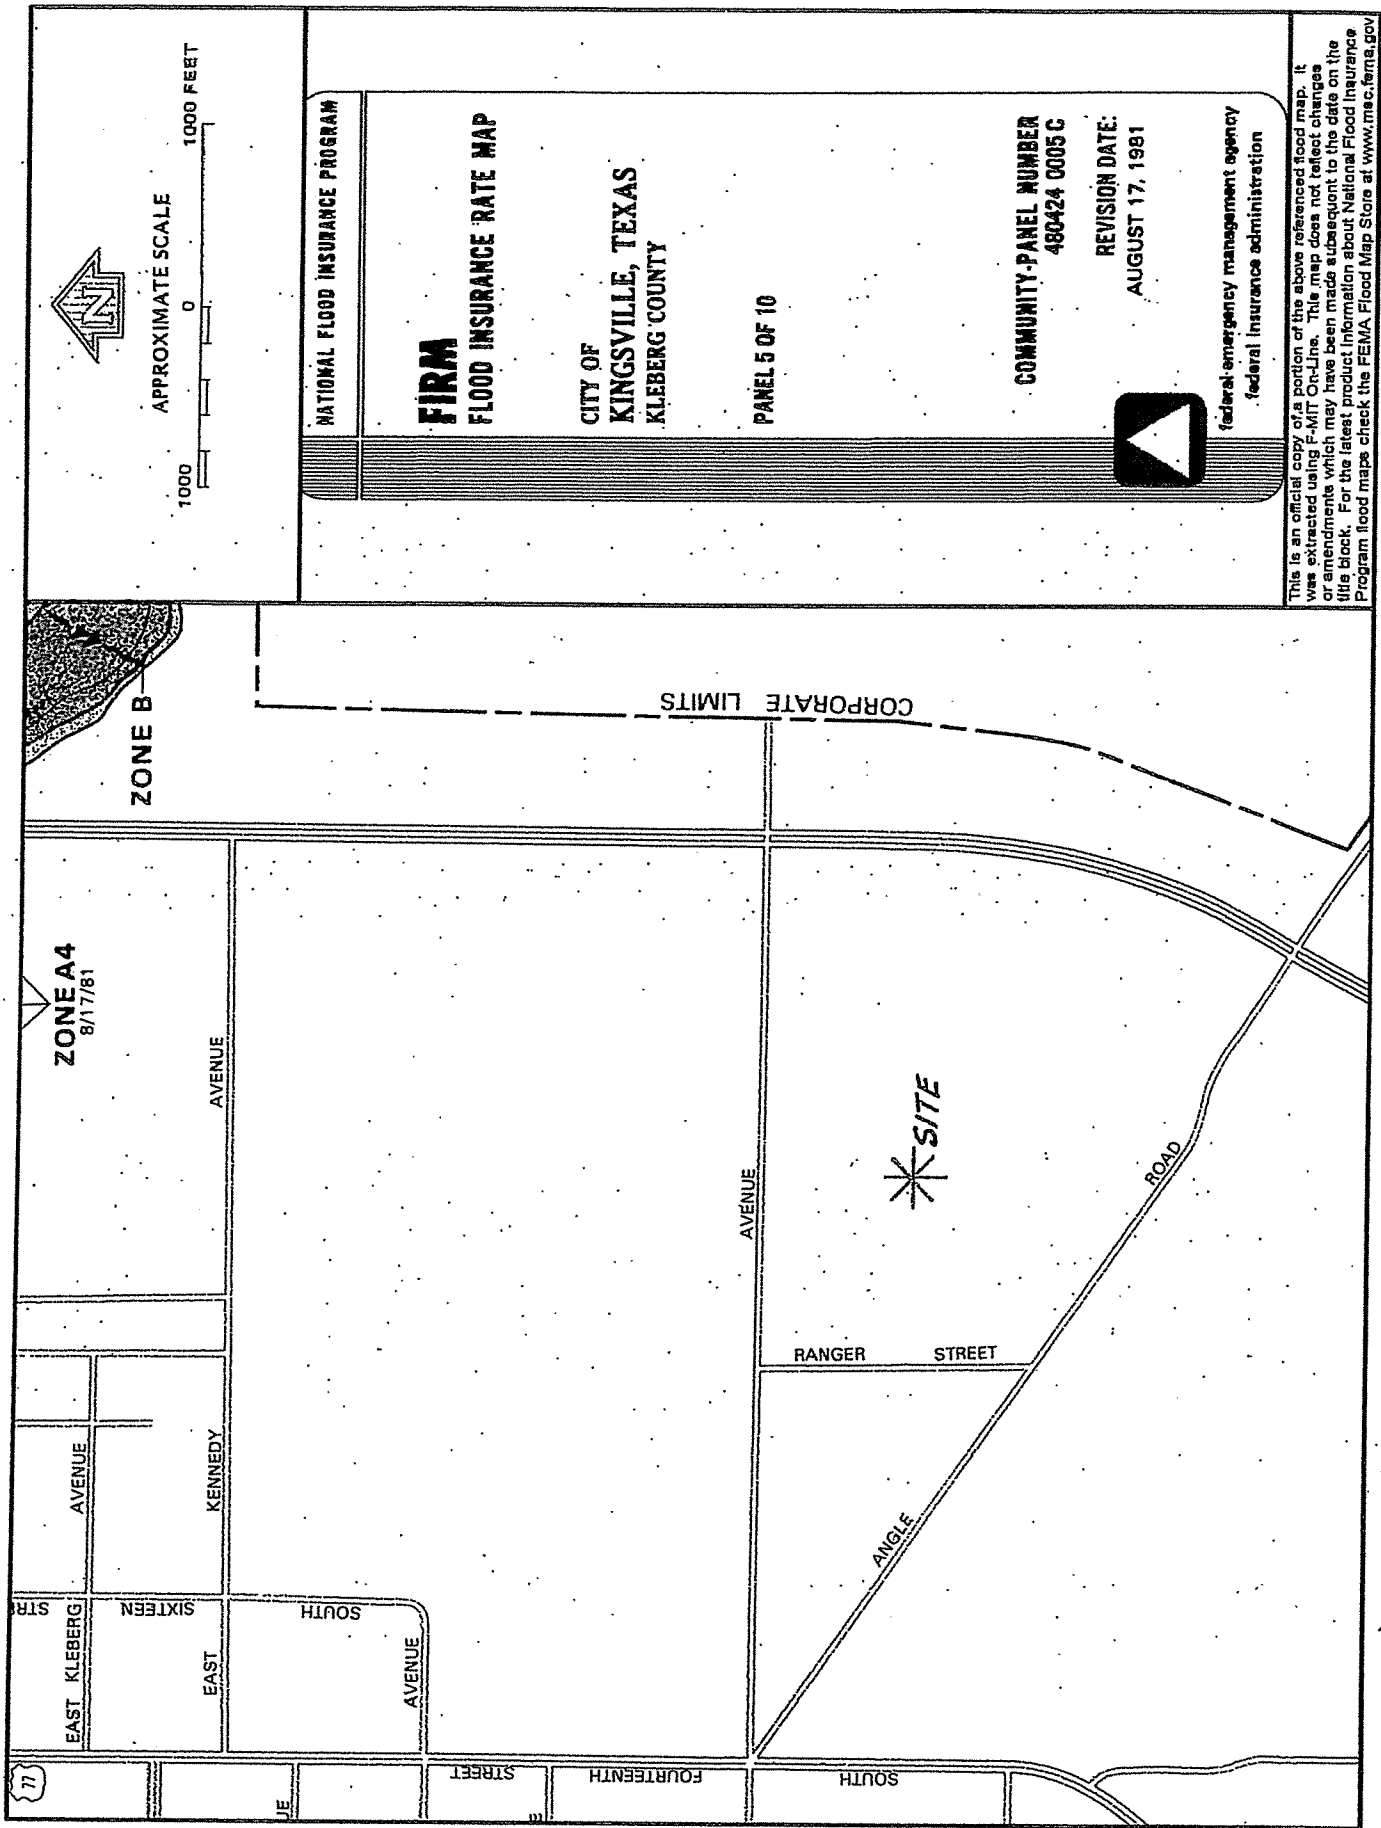 APPROXIMATE SCALE
1000 0 1000 FEET
N
NATIONAL FLOOD INSURANCE PROGRAM
FIRM
FLOOD INSURANCE RATE MAP
CITY OF
KINGSVILLE, TEXAS
KLEBERG COUNTY
PANEL 5 OF 10
COMMUNITY-PANEL NUMBER
480424 0005 C
REVISION DATE:
AUGUST 17, 1981
federal emergency management agency
federal insurance administration
This is an official copy of a portion of the above referenced flood map. It
was extracted using F-MIT On-Line. This map does not reflect changes
or amendments which may have been made subsequent to the date on the
title block. For the latest product information about National Flood Insurance
Program flood maps check the FEMA Flood Map Store at www.msc.fema.gov
ZONE A4
8/17/81
ZONE B
CORPORATE LIMITS
EAST KLEBERG AVENUE
EAST KENNEDY AVENUE
SOUTH SIXTEEN STR
AVENUE
AVENUE
RANGER STREET
ANGLE ROAD
SITE
SOUTH FOURTEENTH STREET
77
UE